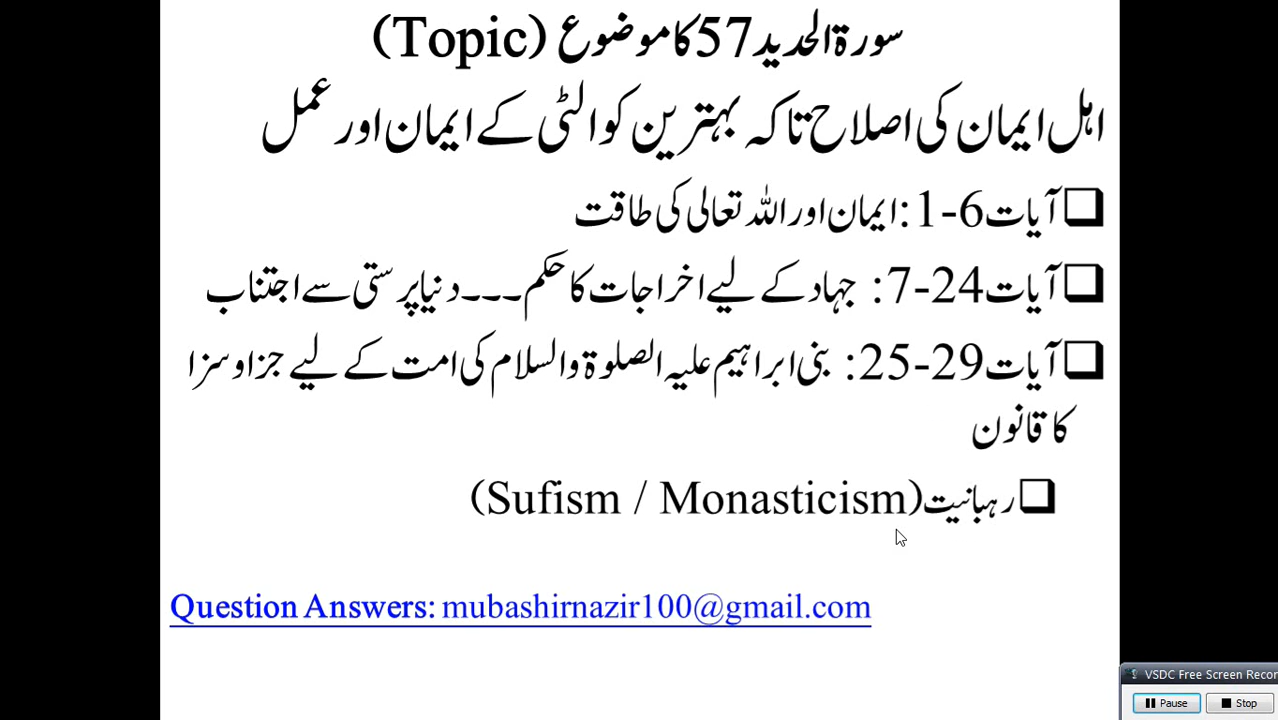 سورۃ الحدید 57 کا موضوع (Topic)
اہل ایمان کی اصلاح تاکہ بہترین کوالٹی کے ایمان اور عمل
آیات 6-1: ایمان اور اللہ تعالی کی طاقت
آیات 24-7: جہاد کے لیے اخراجات کا حکم۔۔۔ دنیا پرستی سے اجتناب
آیات 29-25: بنی ابراہیم علیہ الصلوۃ والسلام کی امت کے لیے جزا و سزا
کا قانون
رہبانیت (Sufism / Monasticism)
Question Answers: mubashirnazir100@gmail.com
VSDC Free Screen Recor
Pause Stop